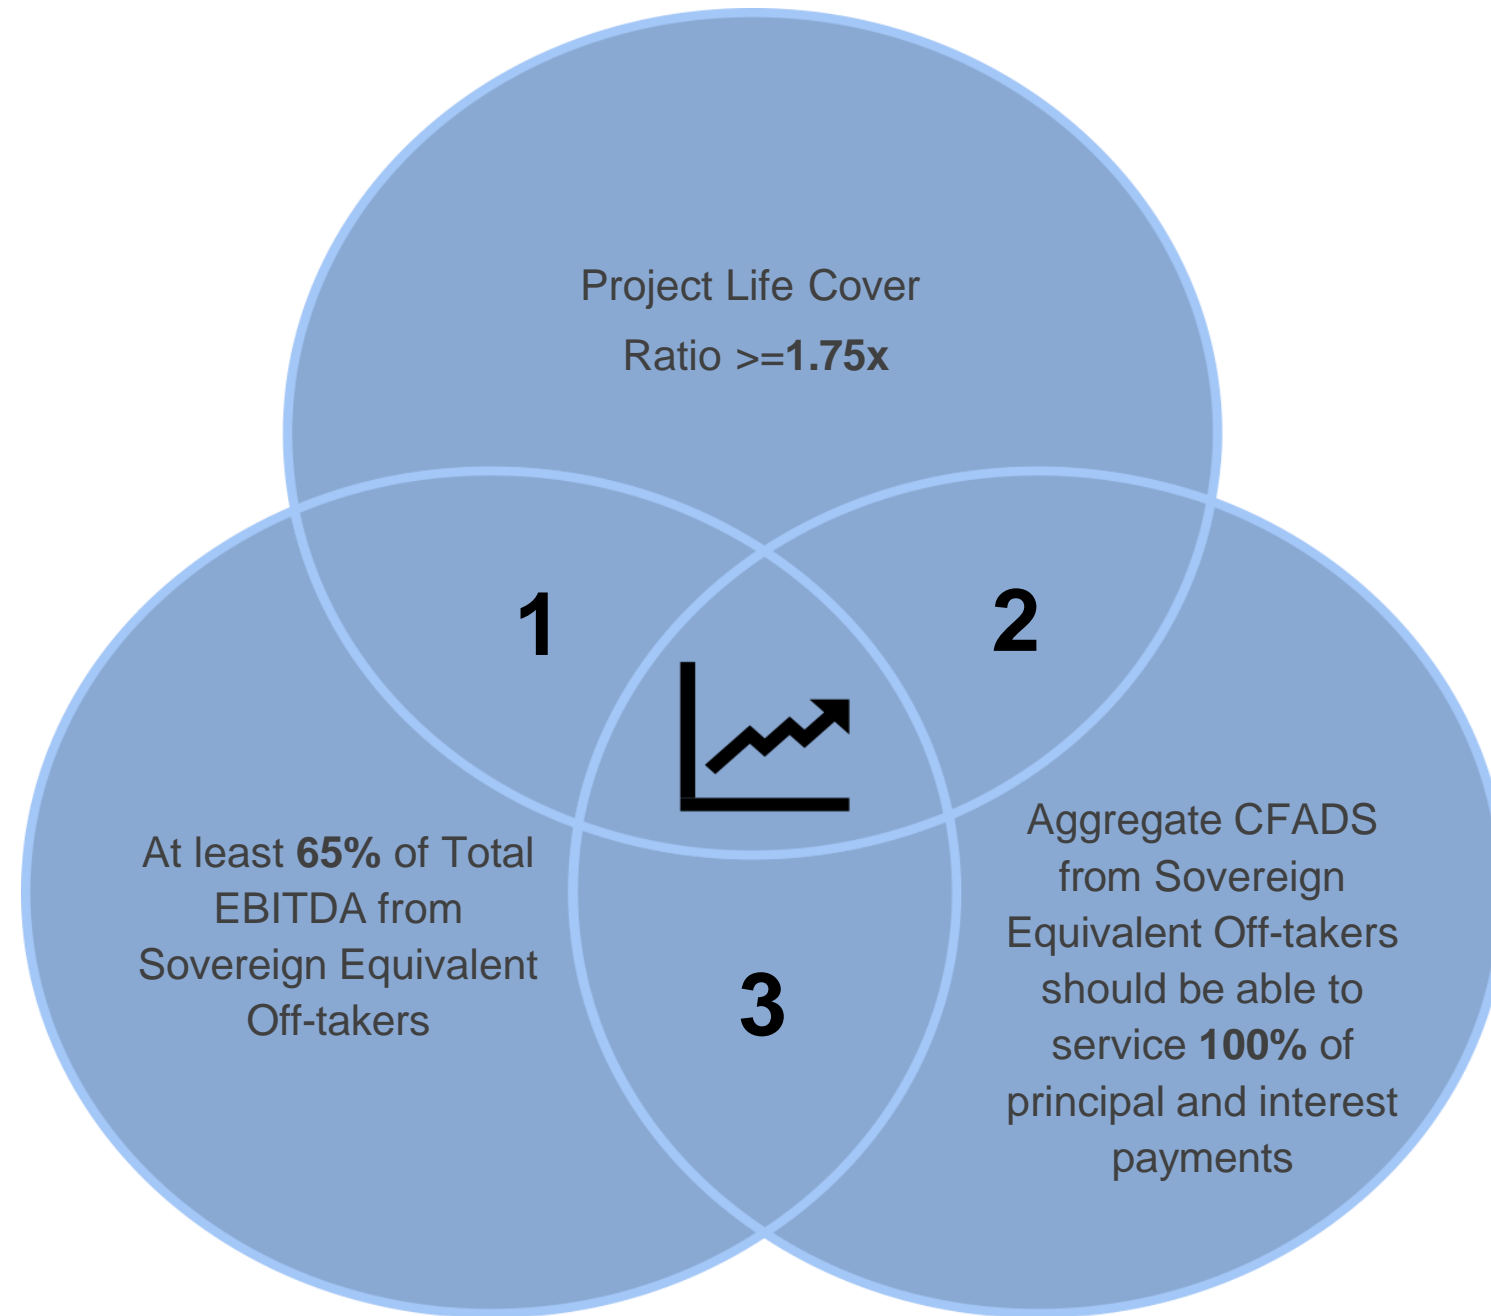 Project Life Cover
Ratio >=1.75x
1
2
At least 65% of Total
EBITDA from
Sovereign Equivalent
Off-takers
3
Aggregate CFADS
from Sovereign
Equivalent Off-takers
should be able to
service 100% of
principal and interest
payments